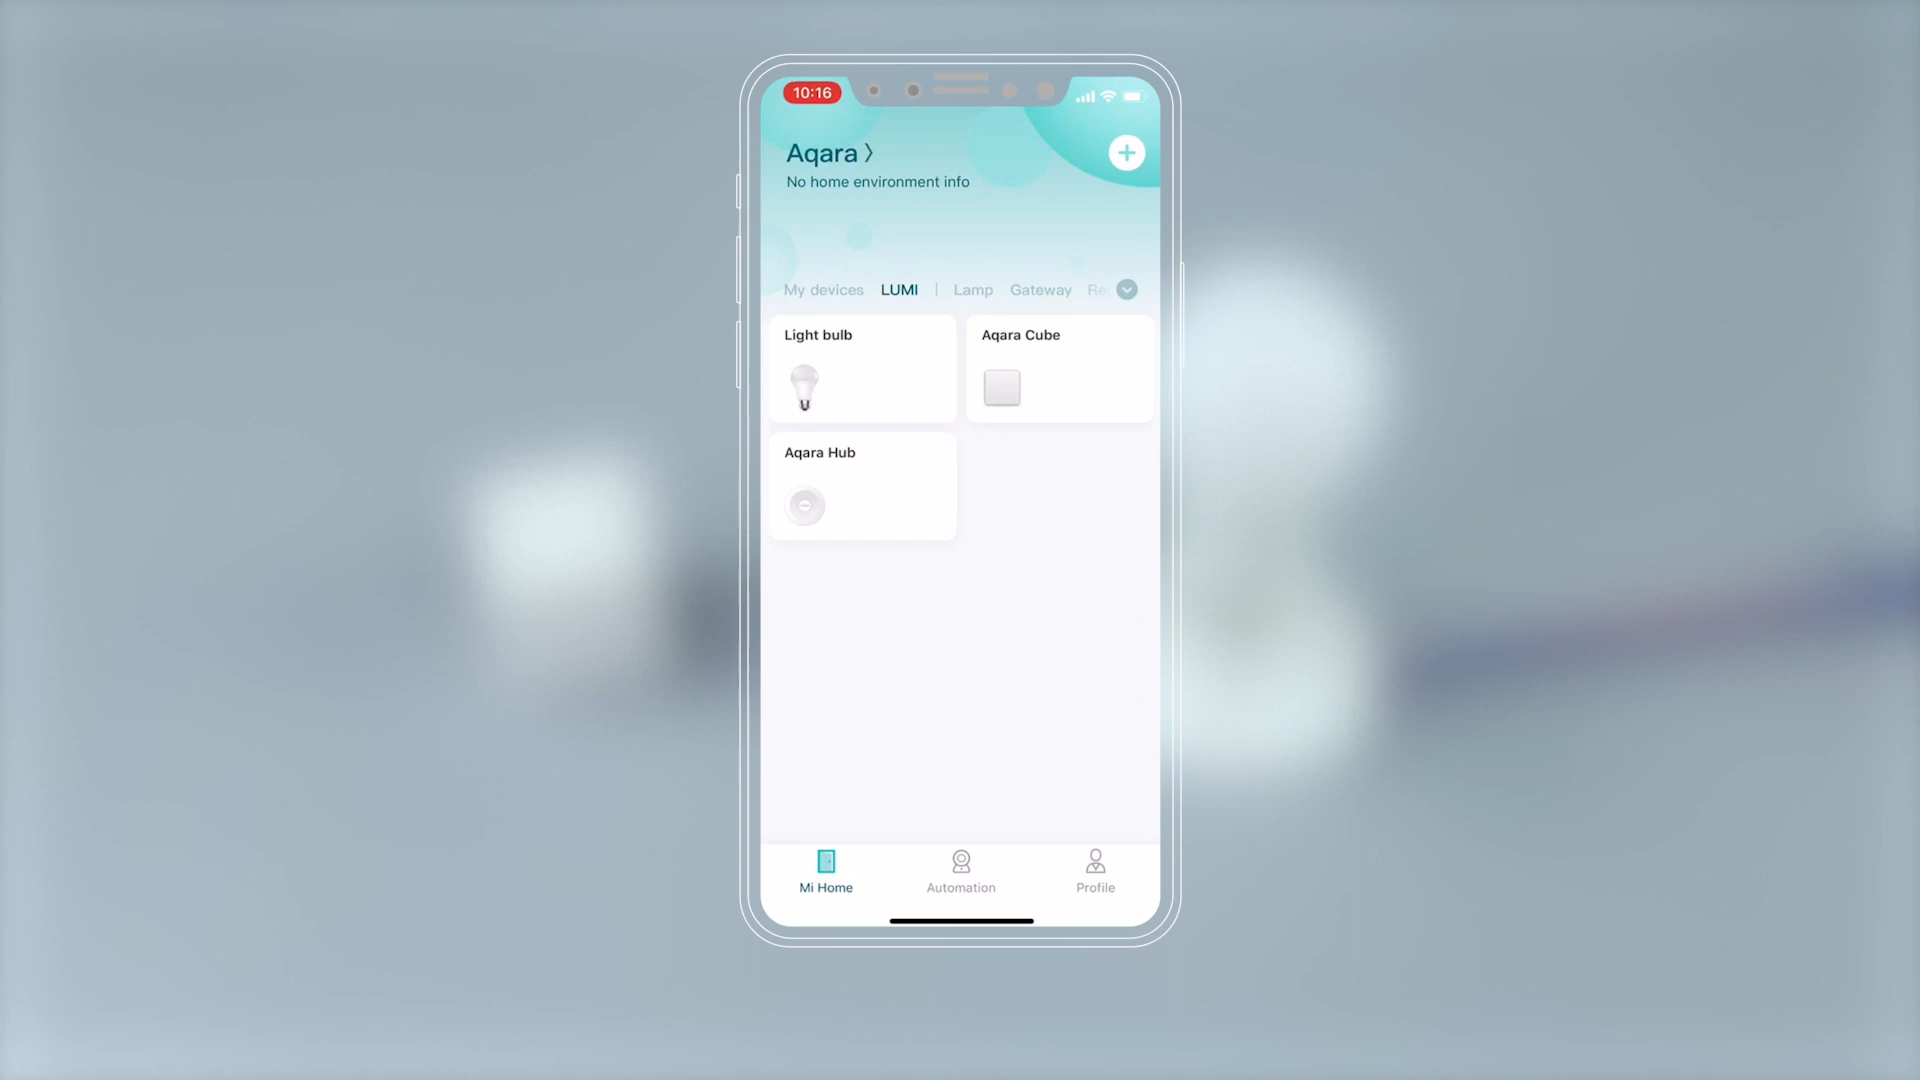 10:16
Aqara 〉
No home environment info
My devices LUMI | Lamp Gateway
Light bulb
Aqara Cube
Aqara Hub
Mi Home
Automation
Profile